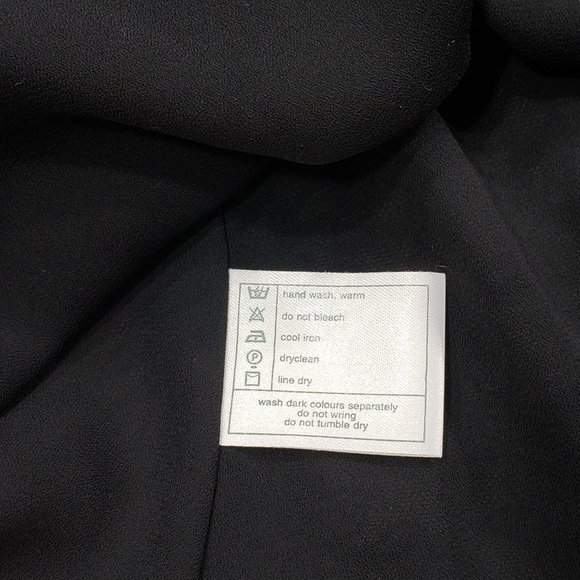 hand wash, warm
do not bleach
cool iron
P dryclean
line dry
wash dark colours separately
do not wring
do not tumble dry